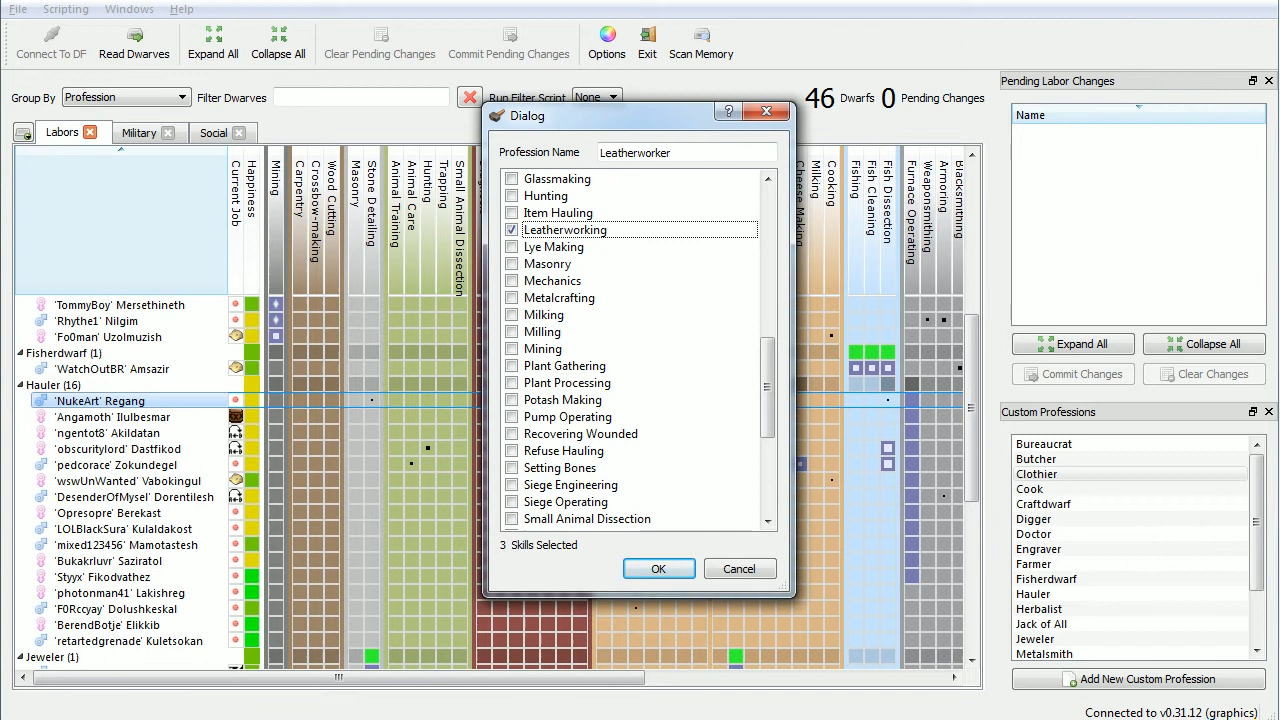 File Scripting Windows Help
Connect To DF Read Dwarves Expand All Collapse All Clear Pending Changes Commit Pending Changes Options Exit Scan Memory
Group By Profession Filter Dwarves Run Filter Script None 46 Dwarfs 0 Pending Changes
Labors Military Social
Current Job
Happiness
Mining
Carpentry
Crossbow-making
Wood Cutting
Masonry
Stone Detailing
Animal Training
Animal Care
Hunting
Trapping
Small Animal Dissection
Cheese Making
Milking
Cooking
Fishing
Fish Cleaning
Fish Dissection
Furnace Operating
Weaponsmithing
Armoring
Blacksmithing
'TommyBoy' Mersethineth
'Rhythe1' Nilgim
'Fo0man' Uzolmuzish
Fisherdwarf (1)
'WatchOutBR' Amsazir
Hauler (16)
'NukeArt' Regang
'Angamoth' Ilulbesmar
'ngentot8' Akildatan
'obscuritylord' Dastfikod
'pedcorace' Zokundegel
'wswUnWanted' Vabokingul
'DesenderOfMysel' Dorentilesh
'Opresopre' Berekast
'LOLBlackSura' Kulaldakost
'mixed123456' Mamotastesh
'Bukakrluvr' Saziratol
'Styyx' Fikodvathez
'photonman41' Lakishreg
'F0Rcyay' Dolushkeskal
'BerendBotje' Elikkib
'retartedgrenade' Kuletsokan
Jeweler (1)
Dialog
Profession Name Leatherworker
Glassmaking
Hunting
Item Hauling
Leatherworking
Lye Making
Masonry
Mechanics
Metalcrafting
Milking
Milling
Mining
Plant Gathering
Plant Processing
Potash Making
Pump Operating
Recovering Wounded
Refuse Hauling
Setting Bones
Siege Engineering
Siege Operating
Small Animal Dissection
3 Skills Selected
OK Cancel
Pending Labor Changes
Name
Expand All Collapse All
Commit Changes Clear Changes
Custom Professions
Bureaucrat
Butcher
Clothier
Cook
Craftdwarf
Digger
Doctor
Engraver
Farmer
Fisherdwarf
Hauler
Herbalist
Jack of All
Jeweler
Metalsmith
Add New Custom Profession
Connected to v0.31.12 (graphics)